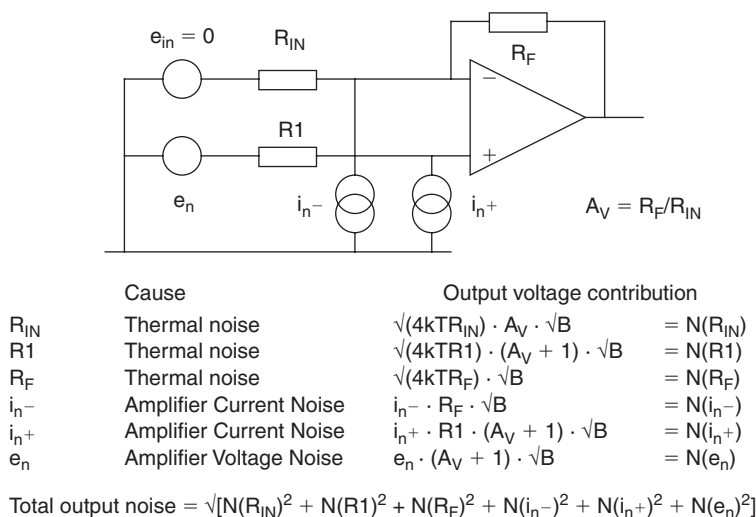 e_in = 0
R_IN
R_F
−
R1
+
e_n
i_n−
i_n+
A_V = R_F/R_IN
Cause Output voltage contribution
R_IN Thermal noise √(4kTR_IN) · A_V · √B = N(R_IN)
R1 Thermal noise √(4kTR1) · (A_V + 1) · √B = N(R1)
R_F Thermal noise √(4kTR_F) · √B = N(R_F)
i_n− Amplifier Current Noise i_n− · R_F · √B = N(i_n−)
i_n+ Amplifier Current Noise i_n+ · R1 · (A_V + 1) · √B = N(i_n+)
e_n Amplifier Voltage Noise e_n · (A_V + 1) · √B = N(e_n)
Total output noise = √[N(R_IN)² + N(R1)² + N(R_F)² + N(i_n−)² + N(i_n+)² + N(e_n)²]